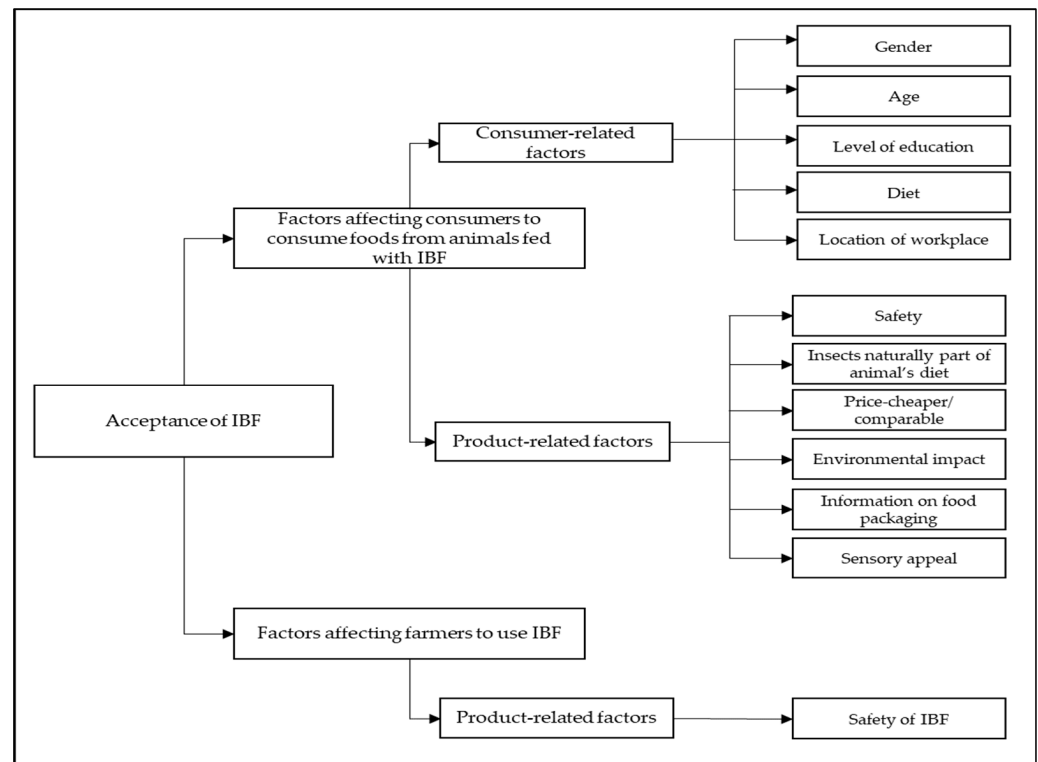 Gender
Age
Consumer-related
factors
Level of education
Diet
Factors affecting consumers to
consume foods from animals fed
with IBF
Location of workplace
Safety
Insects naturally part of
animal's diet
Price-cheaper/
comparable
Acceptance of IBF
Product-related factors
Environmental impact
Information on food
packaging
Sensory appeal
Factors affecting farmers to use IBF
Product-related factors
Safety of IBF